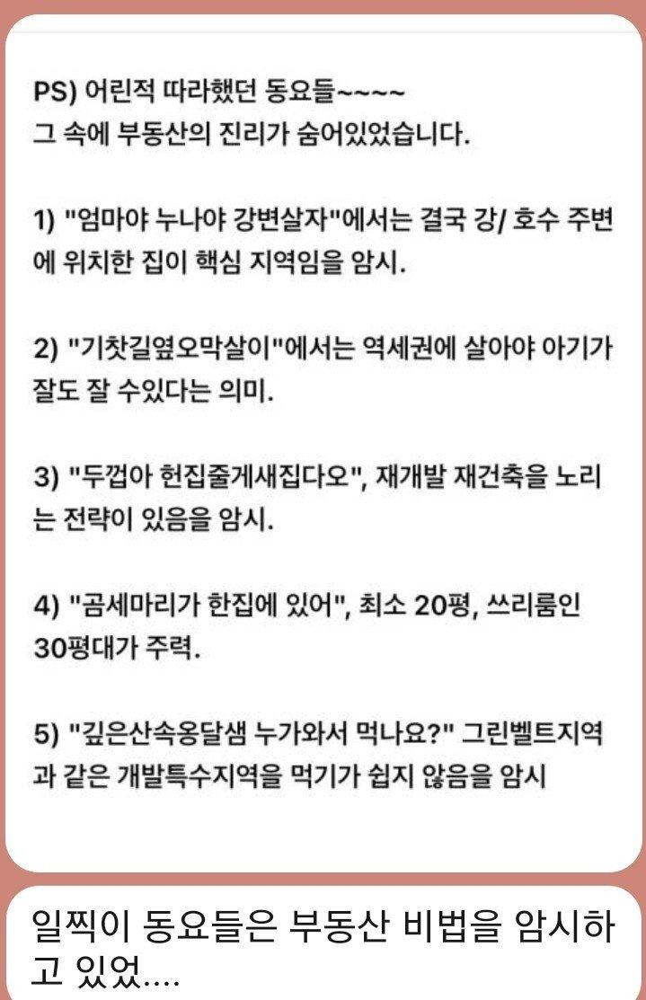 PS) 어린적 따라했던 동요들~~~~
그 속에 부동산의 진리가 숨어있었습니다.
1) "엄마야 누나야 강변살자"에서는 결국 강/ 호수 주변
에 위치한 집이 핵심 지역임을 암시.
2) "기찻길옆오막살이"에서는 역세권에 살아야 아기가
잘도 잘 수있다는 의미.
3) "두껍아 헌집줄게새집다오", 재개발 재건축을 노리
는 전략이 있음을 암시.
4) "곰세마리가 한집에 있어", 최소 20평, 쓰리룸인
30평대가 주력.
5) "깊은산속옹달샘 누가와서 먹나요?" 그린벨트지역
과 같은 개발특수지역을 먹기가 쉽지 않음을 암시
일찍이 동요들은 부동산 비법을 암시하
고 있었....